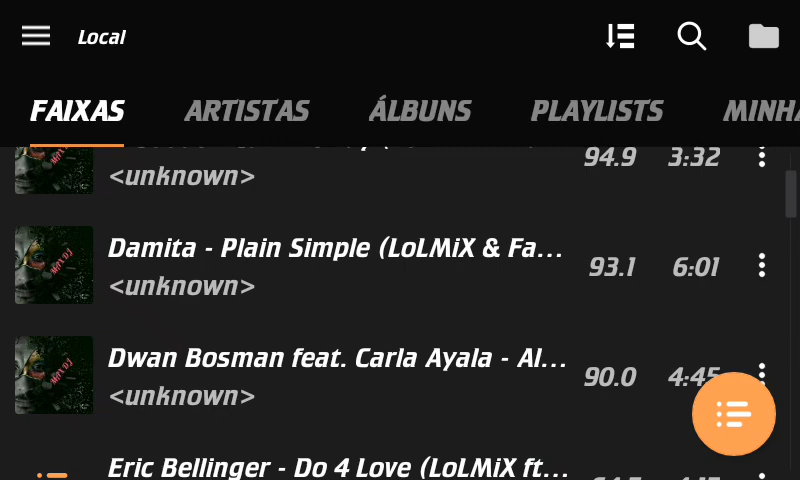 Local
FAIXAS ARTISTAS ÁLBUNS PLAYLISTS MINHA
94.9 3:32
<unknown>
Damita - Plain Simple (LoLMiX & Fa...
93.1 6:01
<unknown>
Dwan Bosman feat. Carla Ayala - Al...
90.0 4:45
<unknown>
Eric Bellinger - Do 4 Love (LoLMiX ft...